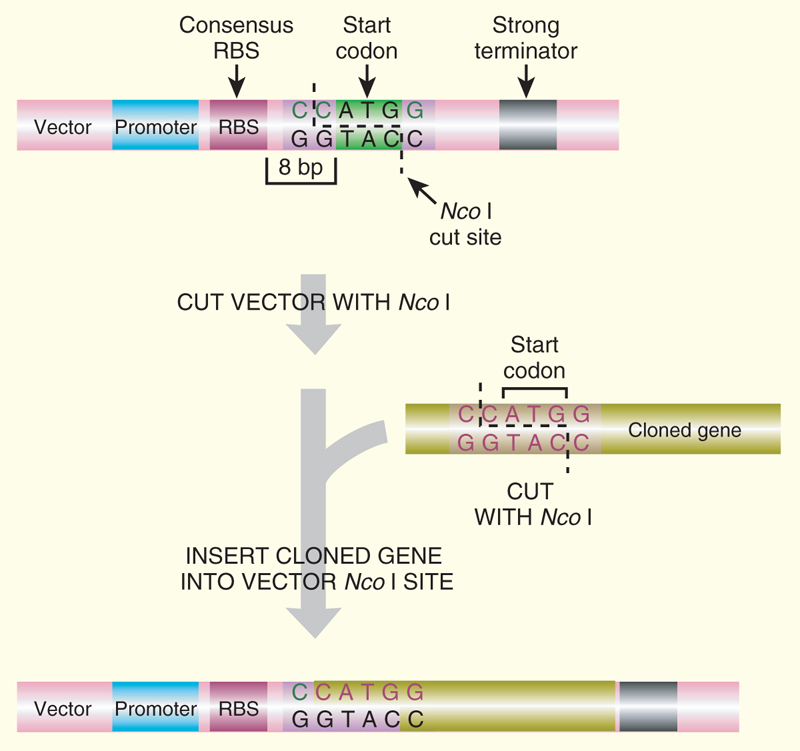 Consensus
RBS
Start
codon
Strong
terminator
Vector
Promoter
RBS
C C A T G G
G G T A C C
8 bp
Nco I
cut site
CUT VECTOR WITH Nco I
Start
codon
C C A T G G
G G T A C C
Cloned gene
CUT
WITH Nco I
INSERT CLONED GENE
INTO VECTOR Nco I SITE
Vector
Promoter
RBS
C C A T G G
G G T A C C